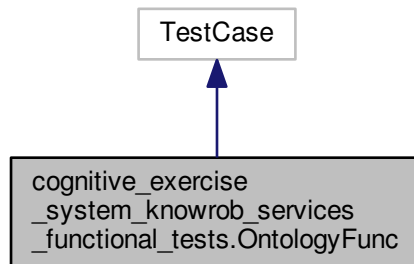 TestCase
cognitive_exercise
_system_knowrob_services
_functional_tests.OntologyFunc